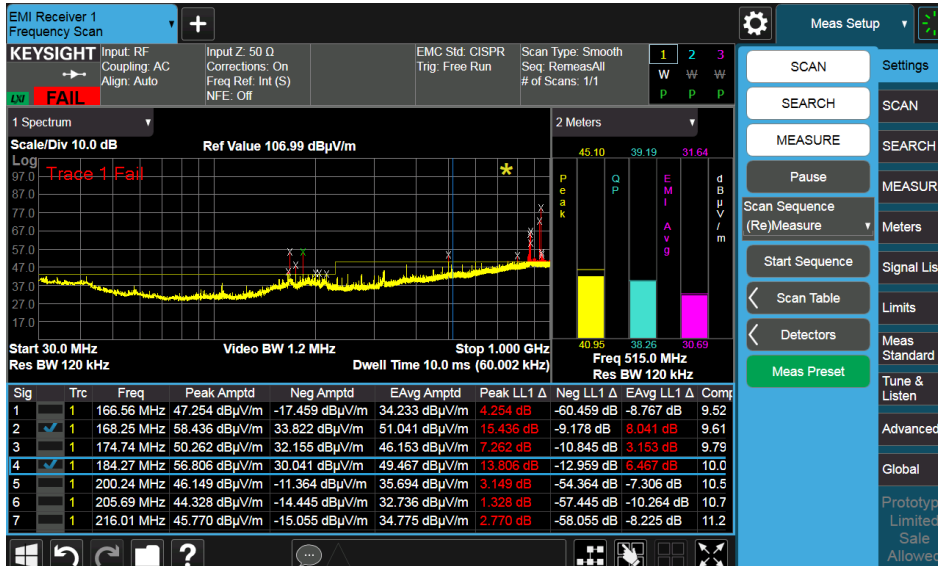 EMI Receiver 1
Frequency Scan
+
Meas Setup
KEYSIGHT
Input: RF
Coupling: AC
Align: Auto
Input Z: 50 Ω
Corrections: On
Freq Ref: Int (S)
NFE: Off
EMC Std: CISPR
Trig: Free Run
Scan Type: Smooth
Seq: RemeasAll
# of Scans: 1/1
1 2 3
W W W
P P P
LXI FAIL
1 Spectrum
Scale/Div 10.0 dB
Ref Value 106.99 dBµV/m
Log
Trace 1 Fail
97.0
87.0
77.0
67.0
57.0
47.0
37.0
27.0
17.0
Start 30.0 MHz
Video BW 1.2 MHz
Stop 1.000 GHz
Res BW 120 kHz
Dwell Time 10.0 ms (60.002 kHz)
2 Meters
45.10 39.19 31.64
Peak
QP
EMI Avg
dBµV/m
40.95 38.26 30.69
Freq 515.0 MHz
Res BW 120 kHz
Sig Trc Freq Peak Amptd Neg Amptd EAvg Amptd Peak LL1 Δ Neg LL1 Δ EAvg LL1 Δ Comp
1 1 166.56 MHz 47.254 dBµV/m -17.459 dBµV/m 34.233 dBµV/m 4.254 dB -60.459 dB -8.767 dB 9.52
2 1 168.25 MHz 58.436 dBµV/m 33.822 dBµV/m 51.041 dBµV/m 15.436 dB -9.178 dB 8.041 dB 9.61
3 1 174.74 MHz 50.262 dBµV/m 32.155 dBµV/m 46.153 dBµV/m 7.262 dB -10.845 dB 3.153 dB 9.79
4 1 184.27 MHz 56.806 dBµV/m 30.041 dBµV/m 49.467 dBµV/m 13.806 dB -12.959 dB 6.467 dB 10.0
5 1 200.24 MHz 46.149 dBµV/m -11.364 dBµV/m 35.694 dBµV/m 3.149 dB -54.364 dB -7.306 dB 10.5
6 1 205.69 MHz 44.328 dBµV/m -14.445 dBµV/m 32.736 dBµV/m 1.328 dB -57.445 dB -10.264 dB 10.7
7 1 216.01 MHz 45.770 dBµV/m -15.055 dBµV/m 34.775 dBµV/m 2.770 dB -58.055 dB -8.225 dB 11.2
?
SCAN
SEARCH
MEASURE
Pause
Scan Sequence
(Re)Measure
Start Sequence
Scan Table
Detectors
Meas Preset
Settings
SCAN
SEARCH
MEASUR
Meters
Signal Lis
Limits
Meas
Standard
Tune &
Listen
Advanced
Global
Prototyp
Limited
Sale
Allowed